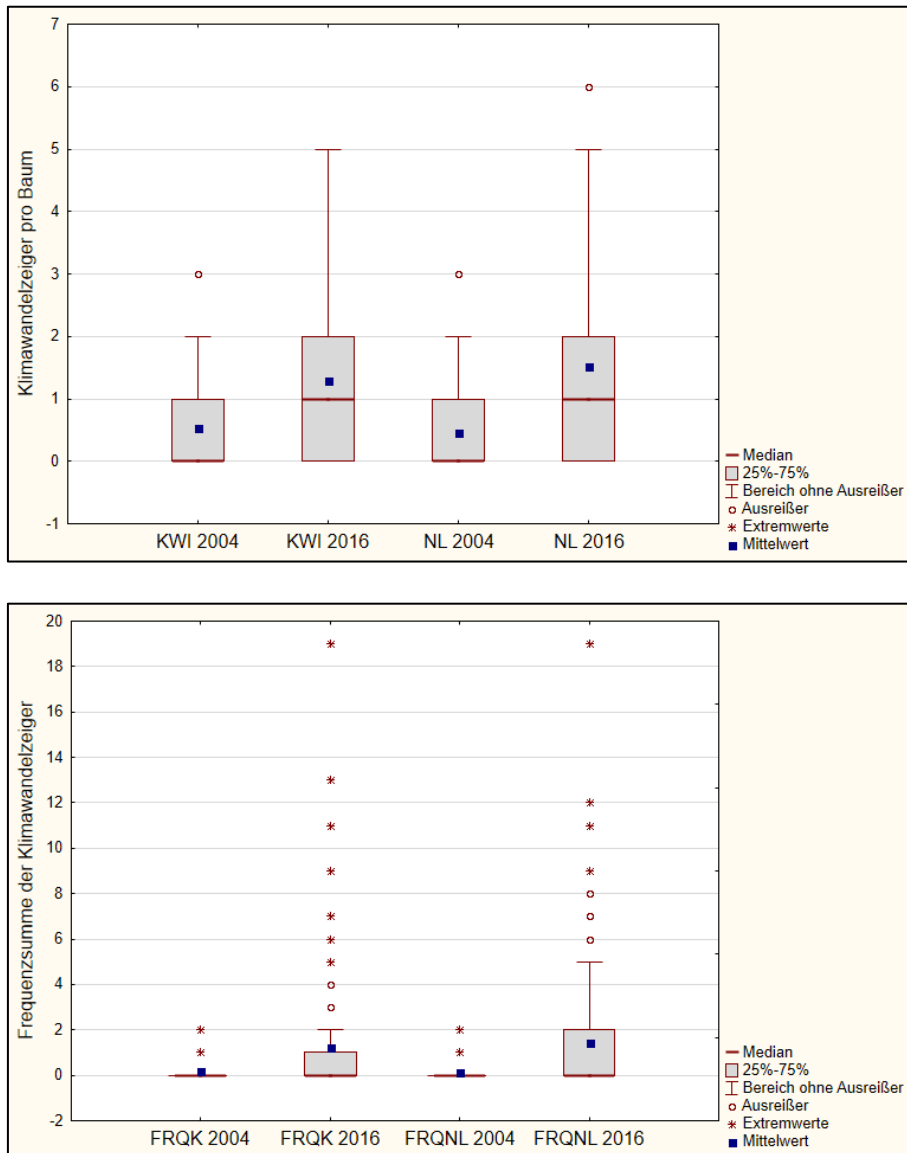 7
6
5
4
3
2
1
0
-1
Klimawandelzeiger pro Baum
KWI 2004 KWI 2016 NL 2004 NL 2016
Median
25%-75%
Bereich ohne Ausreißer
Ausreißer
Extremwerte
Mittelwert
20
18
16
14
12
10
8
6
4
2
0
-2
Frequenzsumme der Klimawandelzeiger
FRQK 2004 FRQK 2016 FRQNL 2004 FRQNL 2016
Median
25%-75%
Bereich ohne Ausreißer
Ausreißer
Extremwerte
Mittelwert